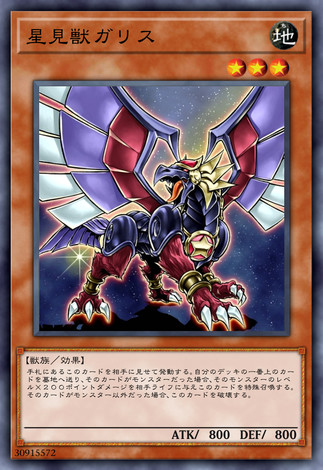 星見獣ガリス
地
【獣族／効果】
手札にあるこのカードを相手に見せて発動する。自分のデッキの一番上のカード
を墓地へ送り、そのカードがモンスターだった場合、そのモンスターのレベ
ル×２００ポイントダメージを相手ライフに与えこのカードを特殊召喚する。
そのカードがモンスター以外だった場合、このカードを破壊する。
ATK/ 800 DEF/ 800
30915572